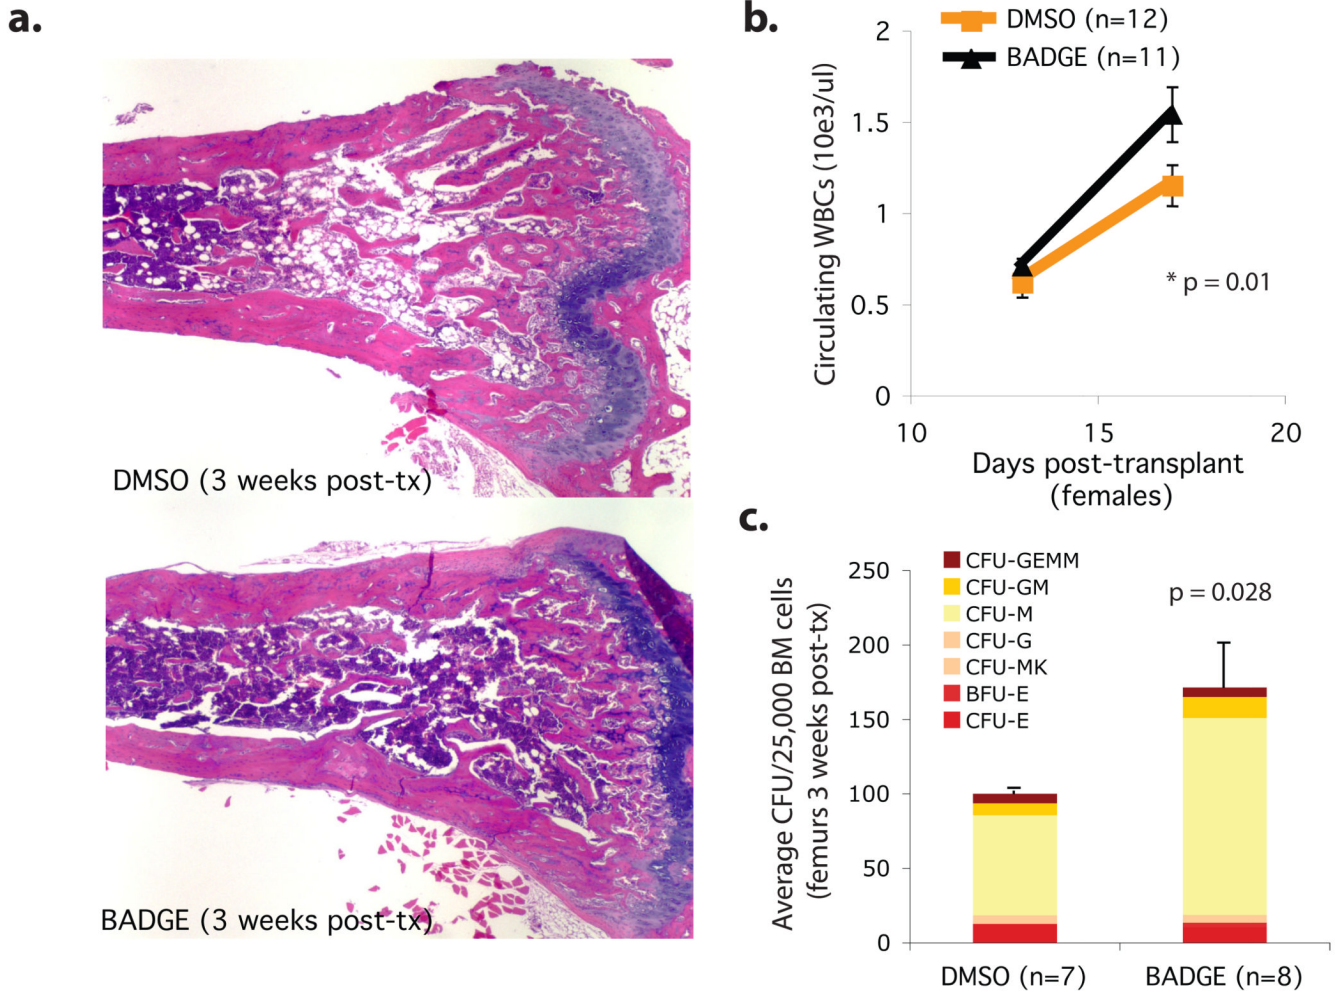 a.
DMSO (3 weeks post-tx)
BADGE (3 weeks post-tx)
b.
DMSO (n=12)
BADGE (n=11)
Circulating WBCs (10e3/ul)
2
1.5
1
0.5
0
* p = 0.01
10
15
20
Days post-transplant
(females)
c.
Average CFU/25,000 BM cells
(femurs 3 weeks post-tx)
250
200
150
100
50
0
CFU-GEMM
CFU-GM
CFU-M
CFU-G
CFU-MK
BFU-E
CFU-E
p = 0.028
DMSO (n=7)
BADGE (n=8)